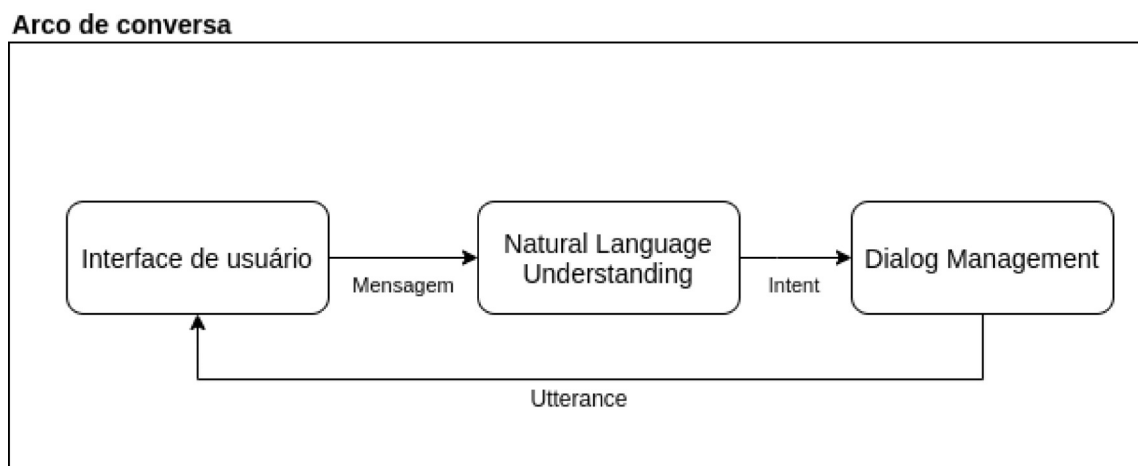 Arco de conversa
Interface de usuário
Mensagem
Natural Language
Understanding
Intent
Dialog Management
Utterance